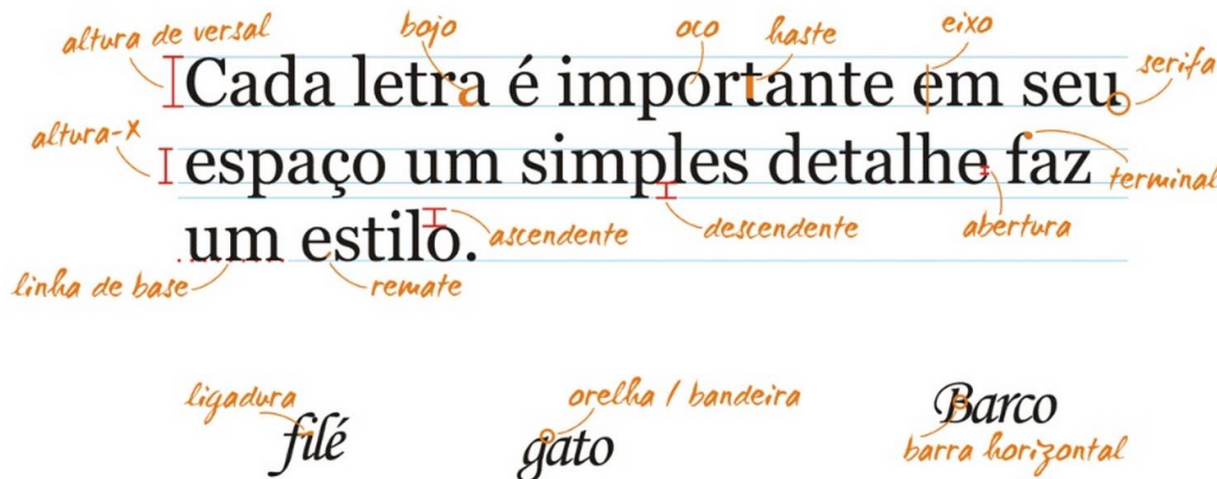 altura de versal bojo oco haste eixo
Cada letra é importante em seu serifa
altura-x
espaço um simples detalhe faz terminal
um estilo. ascendente descendente abertura
linha de base remate
ligadura orelha / bandeira Barco
filé gato barra horizontal